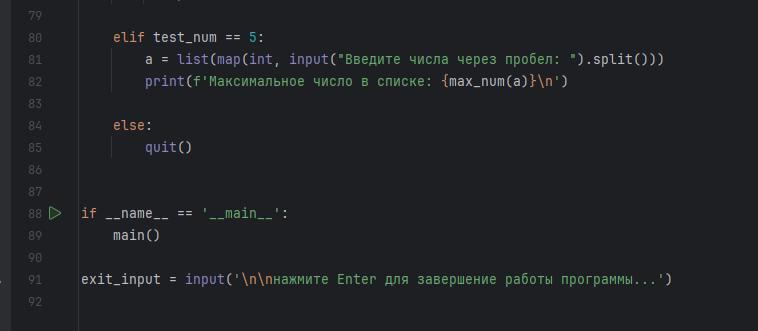 79
80 elif test_num == 5:
81 a = list(map(int, input("Введите числа через пробел: ").split()))
82 print(f'Максимальное число в списке: {max_num(a)}\n')
83
84 else:
85 quit()
86
87
88 if __name__ == '__main__':
89 main()
90
91 exit_input = input('\n\nнажмите Enter для завершение работы программы...')
92